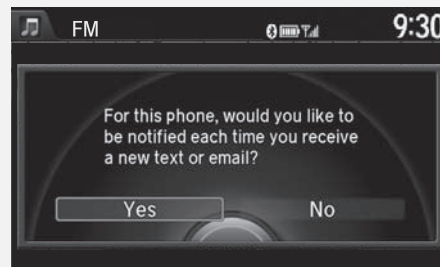 FM
9:30
For this phone, would you like to
be notified each time you receive
a new text or email?
Yes
No